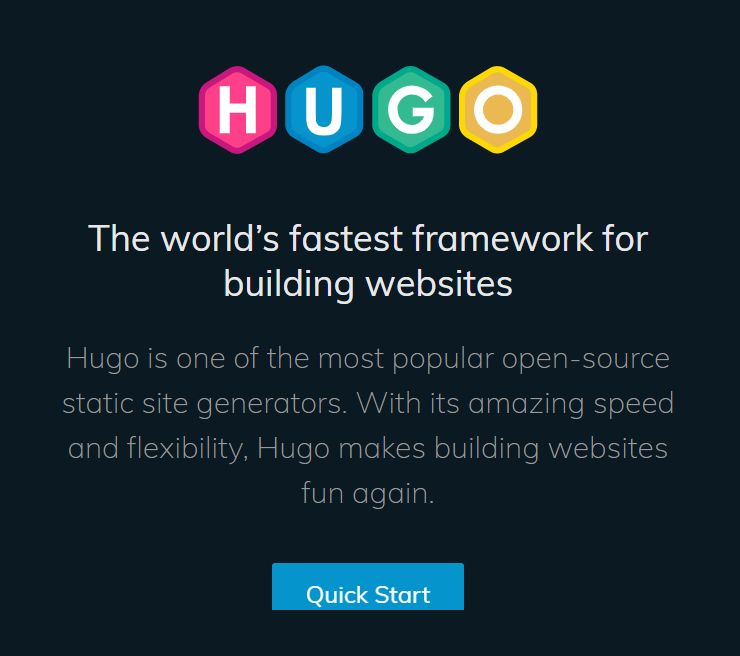 HUGO
The world’s fastest framework for
building websites
Hugo is one of the most popular open-source
static site generators. With its amazing speed
and flexibility, Hugo makes building websites
fun again.
Quick Start